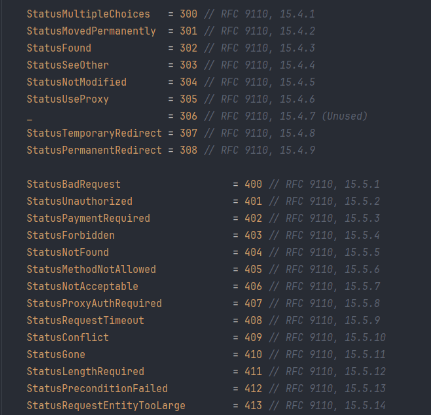 StatusMultipleChoices   = 300 // RFC 9110, 15.4.1
StatusMovedPermanently  = 301 // RFC 9110, 15.4.2
StatusFound             = 302 // RFC 9110, 15.4.3
StatusSeeOther          = 303 // RFC 9110, 15.4.4
StatusNotModified       = 304 // RFC 9110, 15.4.5
StatusUseProxy          = 305 // RFC 9110, 15.4.6
_                       = 306 // RFC 9110, 15.4.7 (Unused)
StatusTemporaryRedirect = 307 // RFC 9110, 15.4.8
StatusPermanentRedirect = 308 // RFC 9110, 15.4.9

StatusBadRequest                   = 400 // RFC 9110, 15.5.1
StatusUnauthorized                 = 401 // RFC 9110, 15.5.2
StatusPaymentRequired              = 402 // RFC 9110, 15.5.3
StatusForbidden                    = 403 // RFC 9110, 15.5.4
StatusNotFound                     = 404 // RFC 9110, 15.5.5
StatusMethodNotAllowed             = 405 // RFC 9110, 15.5.6
StatusNotAcceptable                = 406 // RFC 9110, 15.5.7
StatusProxyAuthRequired            = 407 // RFC 9110, 15.5.8
StatusRequestTimeout               = 408 // RFC 9110, 15.5.9
StatusConflict                     = 409 // RFC 9110, 15.5.10
StatusGone                         = 410 // RFC 9110, 15.5.11
StatusLengthRequired               = 411 // RFC 9110, 15.5.12
StatusPreconditionFailed           = 412 // RFC 9110, 15.5.13
StatusRequestEntityTooLarge        = 413 // RFC 9110, 15.5.14